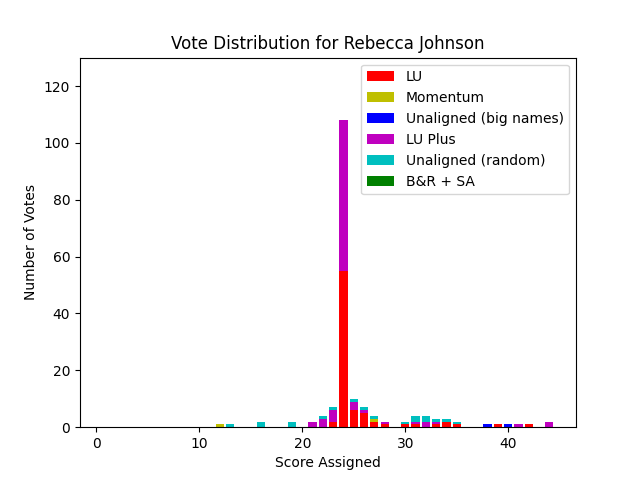 Vote Distribution for Rebecca Johnson
LU
Momentum
Unaligned (big names)
LU Plus
Unaligned (random)
B&R + SA
Number of Votes
120
100
80
60
40
20
0
0 10 20 30 40
Score Assigned